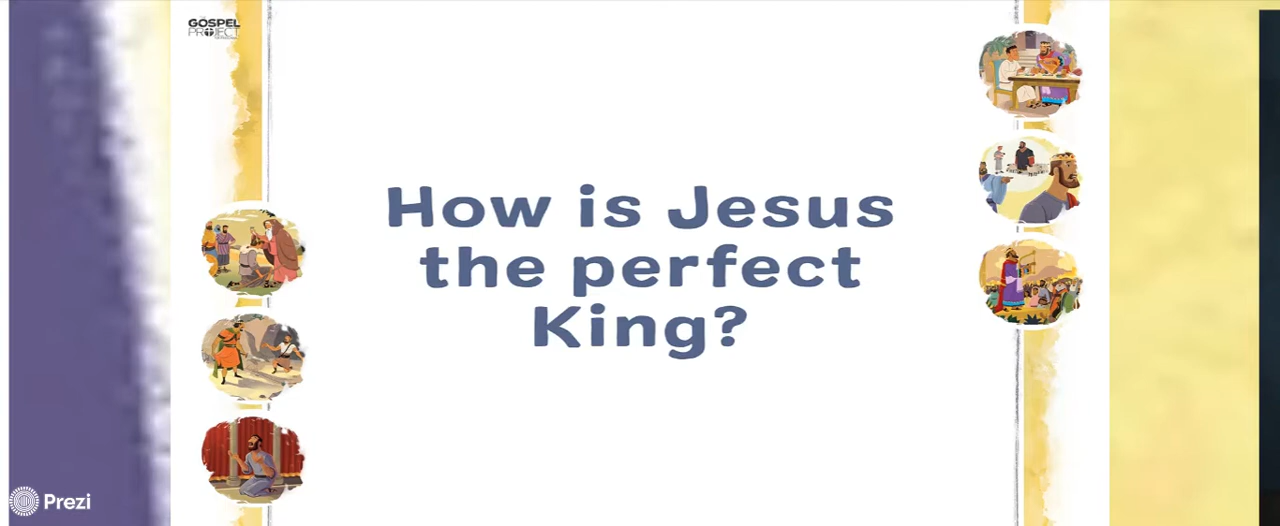 GOSPEL
PROJECT
How is Jesus
the perfect
King?
Prezi